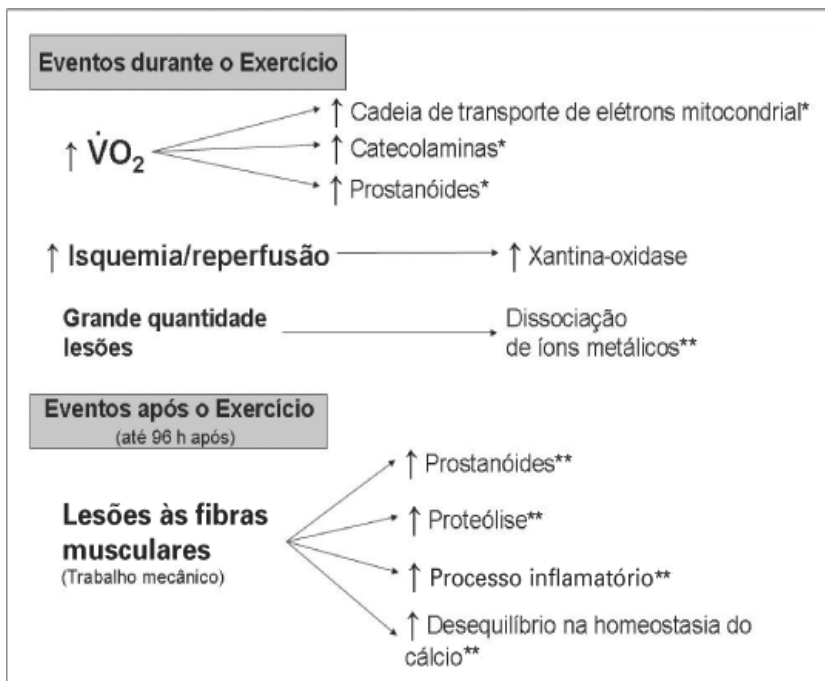 Eventos durante o Exercício
↑ V̇O₂
↑ Cadeia de transporte de elétrons mitocondrial*
↑ Catecolaminas*
↑ Prostanóides*
↑ Isquemia/reperfusão
↑ Xantina-oxidase
Grande quantidade
lesões
Dissociação
de íons metálicos**
Eventos após o Exercício
(até 96 h após)
Lesões às fibras
musculares
(Trabalho mecânico)
↑ Prostanóides**
↑ Proteólise**
↑ Processo inflamatório**
↑ Desequilíbrio na homeostasia do
cálcio**